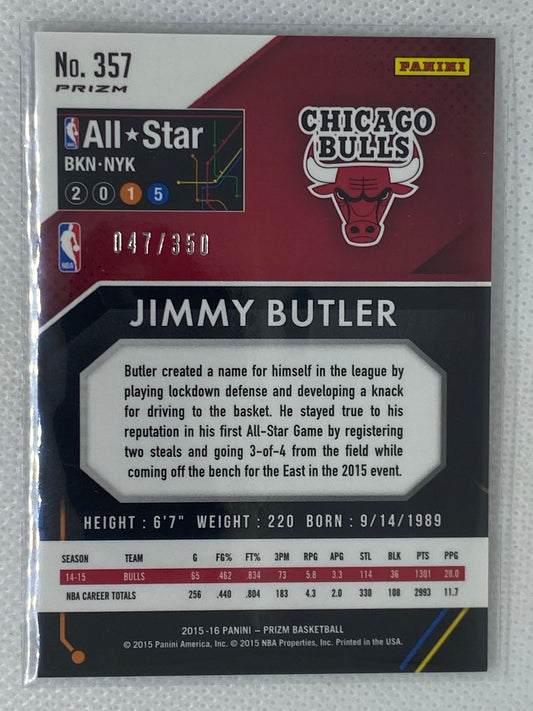 No. 357
PRIZM
PANINI
NBA All★Star
BKN·NYK
2015
CHICAGO
BULLS
NBA
047/350
JIMMY BUTLER
Butler created a name for himself in the league by
playing lockdown defense and developing a knack
for driving to the basket. He stayed true to his
reputation in his first All-Star Game by registering
two steals and going 3-of-4 from the field while
coming off the bench for the East in the 2015 event.
HEIGHT : 6'7" WEIGHT : 220 BORN : 9/14/1989
SEASON TEAM G FG% FT% 3PM RPG APG STL BLK PTS PPG
14-15 BULLS 65 .462 .834 73 5.8 3.3 114 36 1301 20.0
NBA CAREER TOTALS 256 .440 .804 183 4.3 2.0 330 108 2993 11.7
2015-16 PANINI – PRIZM BASKETBALL
© 2015 Panini America, Inc. © 2015 NBA Properties, Inc. Printed in the USA.